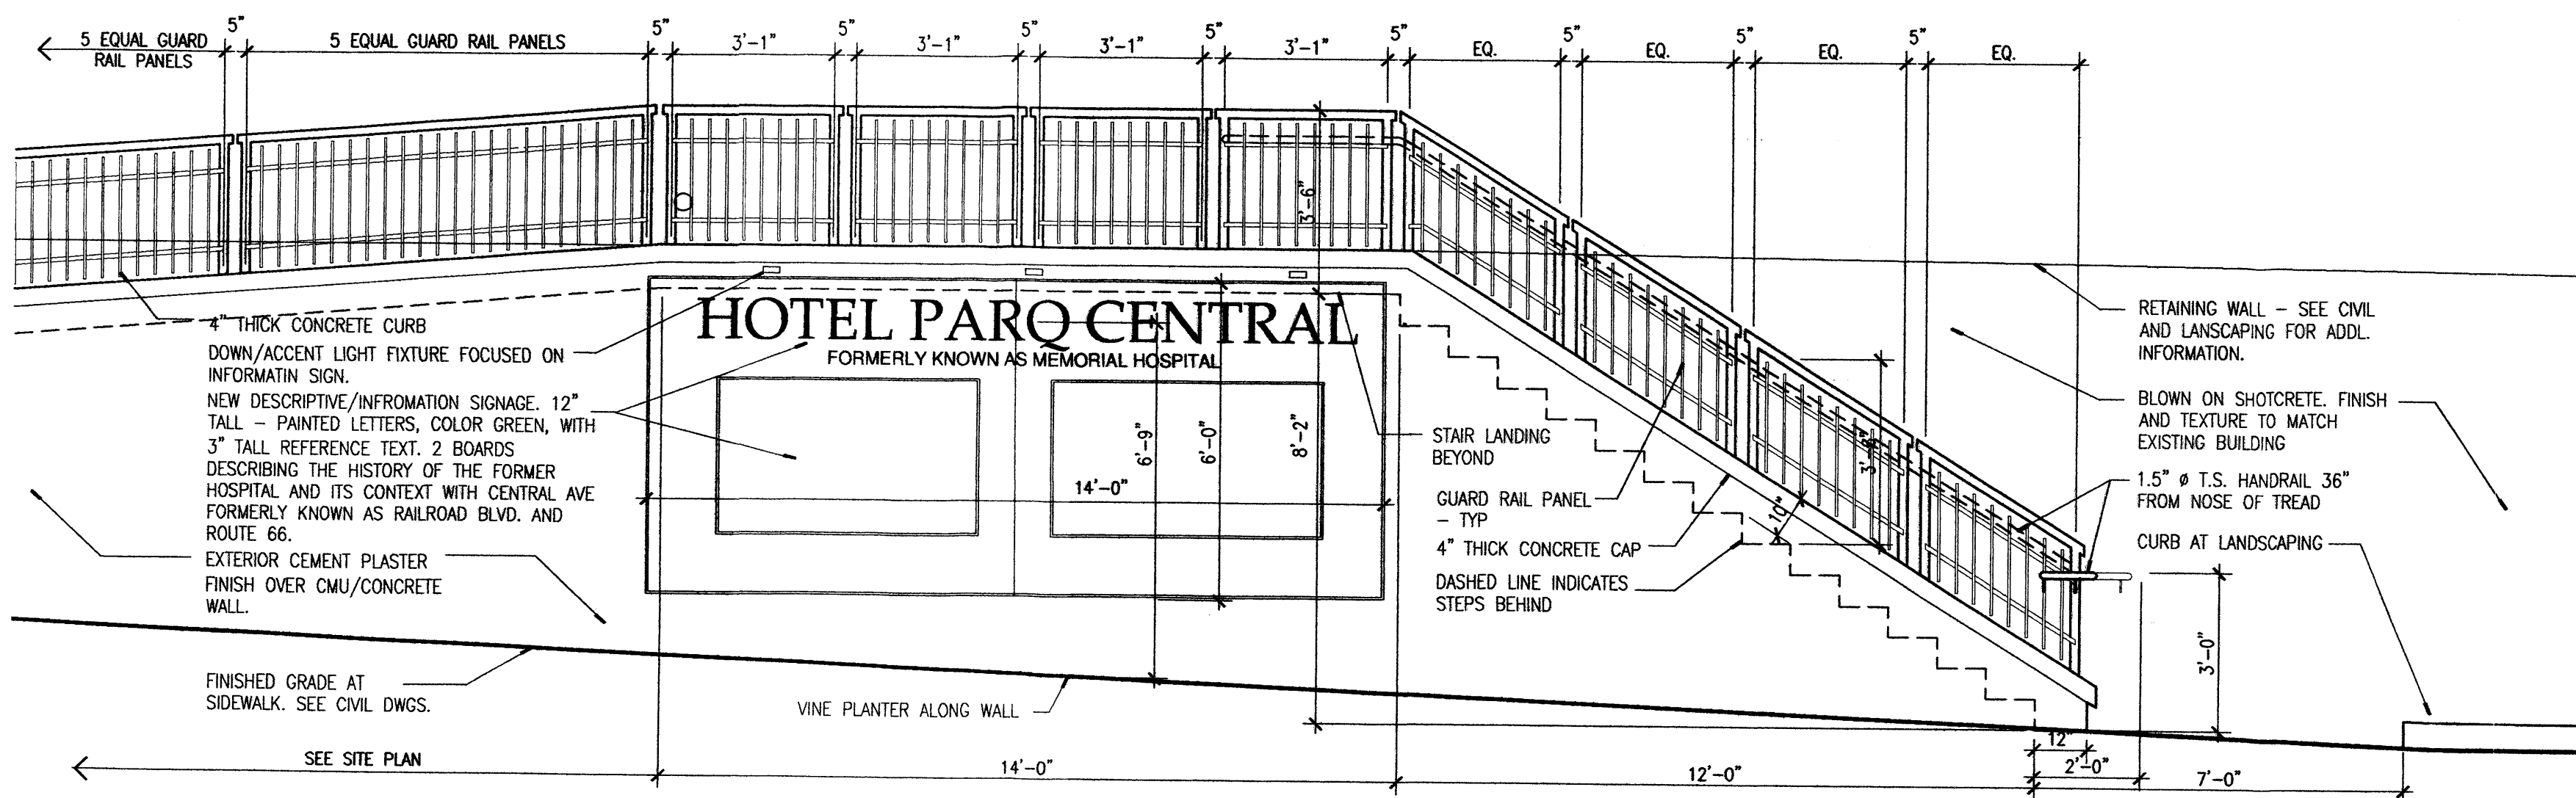 5" 5" 5" 5" 5" 5" 5" 5" 5"
5 EQUAL GUARD
RAIL PANELS
5 EQUAL GUARD RAIL PANELS
3'-1" 3'-1" 3'-1" 3'-1"
EQ. EQ. EQ. EQ.
3'-6"
HOTEL PARQ CENTRAL
FORMERLY KNOWN AS MEMORIAL HOSPITAL
4" THICK CONCRETE CURB
DOWN/ACCENT LIGHT FIXTURE FOCUSED ON
INFORMATIN SIGN.
NEW DESCRIPTIVE/INFROMATION SIGNAGE. 12"
TALL – PAINTED LETTERS, COLOR GREEN, WITH
3" TALL REFERENCE TEXT. 2 BOARDS
DESCRIBING THE HISTORY OF THE FORMER
HOSPITAL AND ITS CONTEXT WITH CENTRAL AVE
FORMERLY KNOWN AS RAILROAD BLVD. AND
ROUTE 66.
EXTERIOR CEMENT PLASTER
FINISH OVER CMU/CONCRETE
WALL.
FINISHED GRADE AT
SIDEWALK. SEE CIVIL DWGS.
VINE PLANTER ALONG WALL
6'-9"
6'-0"
8'-2"
14'-0"
STAIR LANDING
BEYOND
GUARD RAIL PANEL
– TYP
4" THICK CONCRETE CAP
DASHED LINE INDICATES
STEPS BEHIND
10"
RETAINING WALL – SEE CIVIL
AND LANSCAPING FOR ADDL.
INFORMATION.
BLOWN ON SHOTCRETE. FINISH
AND TEXTURE TO MATCH
EXISTING BUILDING
1.5" ø T.S. HANDRAIL 36"
FROM NOSE OF TREAD
CURB AT LANDSCAPING
3'-0"
SEE SITE PLAN
14'-0"
12'-0"
12"
2'-0"
7'-0"